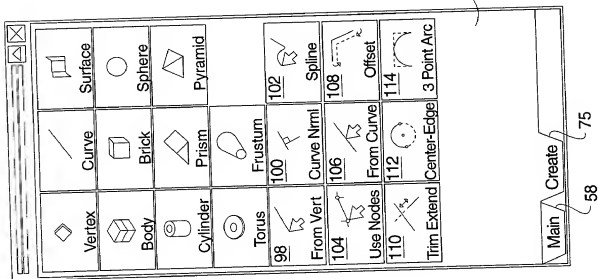 Vertex Curve Surface
Body Brick Sphere
Cylinder Prism Pyramid
Torus Frustum
98 100 102
From Vert Curve Nrml Spline
104 106 108
Use Nodes From Curve Offset
110 112 114
Trim Extend Center-Edge 3 Point Arc
Main Create
58 75